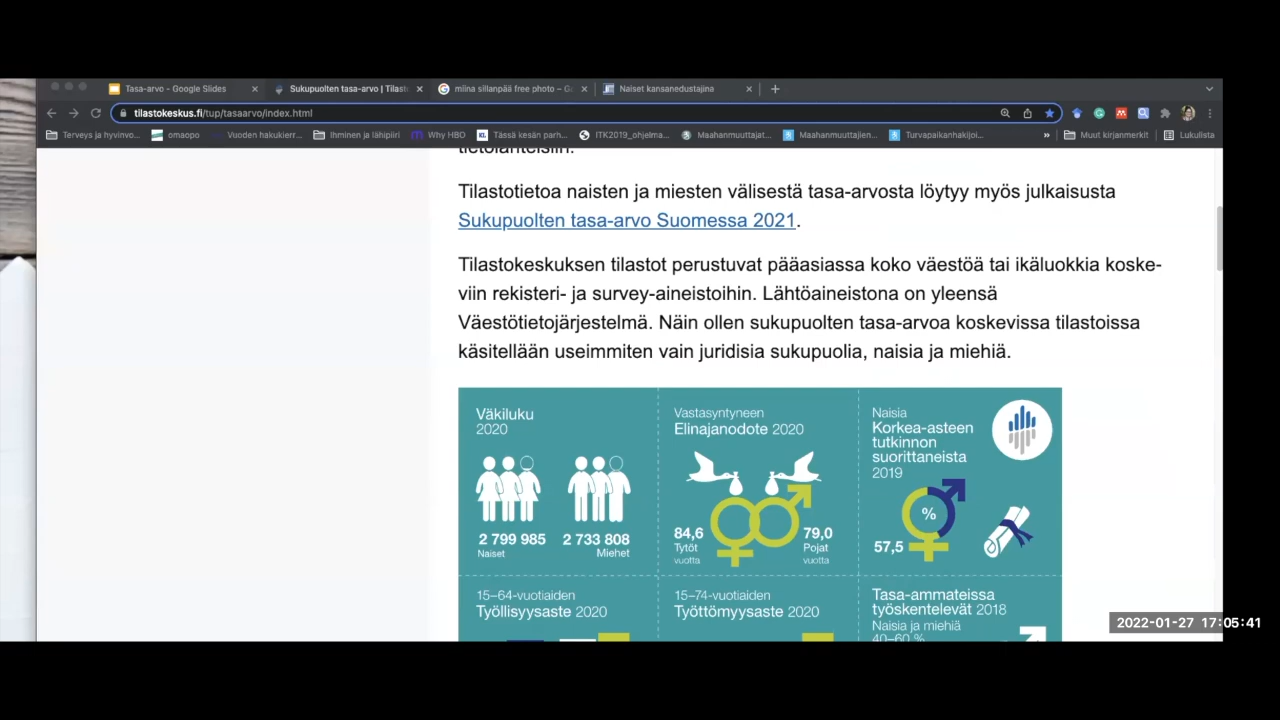 Tasa-arvo - Google Slides
Sukupuolten tasa-arvo | Tilast
miina sillanpää free photo – G
Naiset kansanedustajina
tilastokeskus.fi/tup/tasaarvo/index.html
Terveys ja hyvinvo...
omaopo
Vuoden hakukierr...
Ihminen ja lähipiiri
Why HBO
Tässä kesän parh...
ITK2019_ohjelma...
Maahanmuuttajat...
Maahanmuuttajien...
Turvapaikanhakijoi...
»
Muut kirjanmerkit
Lukulista
tietolähteisiin.
Tilastotietoa naisten ja miesten välisestä tasa-arvosta löytyy myös julkaisusta
Sukupuolten tasa-arvo Suomessa 2021.
Tilastokeskuksen tilastot perustuvat pääasiassa koko väestöä tai ikäluokkia koske-
viin rekisteri- ja survey-aineistoihin. Lähtöaineistona on yleensä
Väestötietojärjestelmä. Näin ollen sukupuolten tasa-arvoa koskevissa tilastoissa
käsitellään useimmiten vain juridisia sukupuolia, naisia ja miehiä.
Väkiluku
2020
2 799 985
Naiset
2 733 808
Miehet
Vastasyntyneen
Elinajanodote 2020
84,6
Tytöt
vuotta
79,0
Pojat
vuotta
Naisia
Korkea-asteen
tutkinnon
suorittaneista
2019
%
57,5
15–64-vuotiaiden
Työllisyysaste 2020
15–74-vuotiaiden
Työttömyysaste 2020
Tasa-ammateissa
työskentelevät 2018
Naisia ja miehiä
40–60 %
2022-01-27 17:05:41